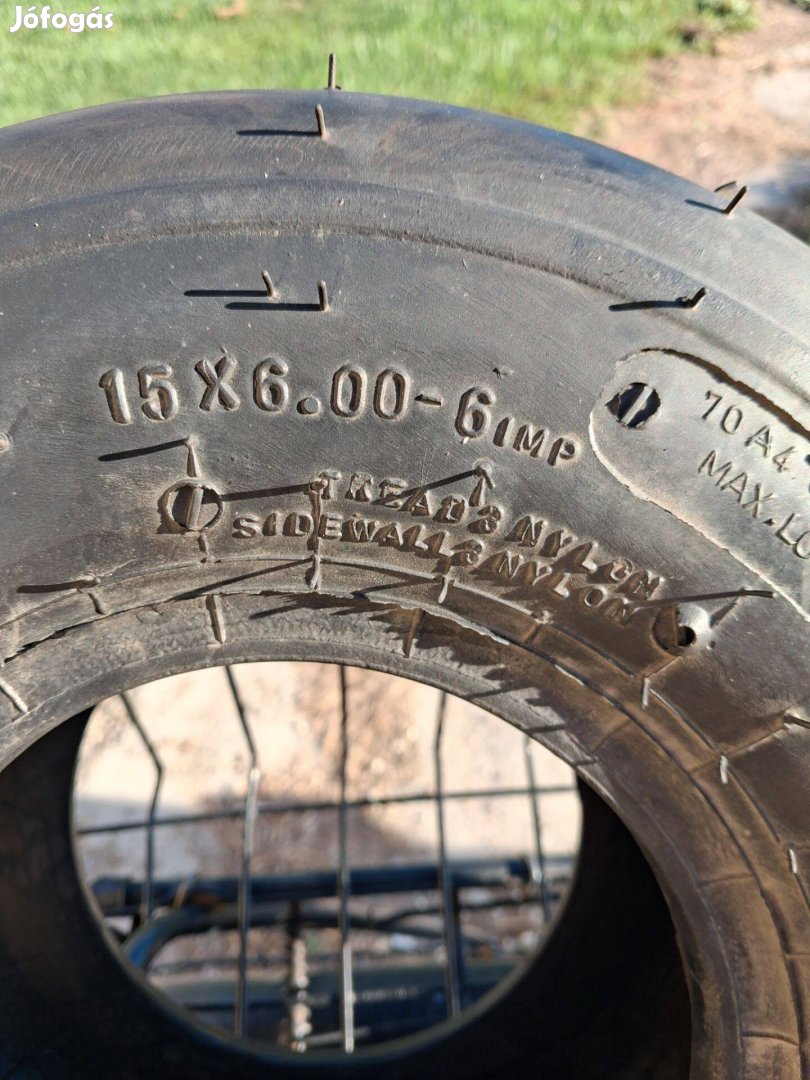 Jófogás
15X6.00-6 IMP
TREAD 3 NYLON
SIDEWALL 3 NYLON
70 A4
MAX.LO